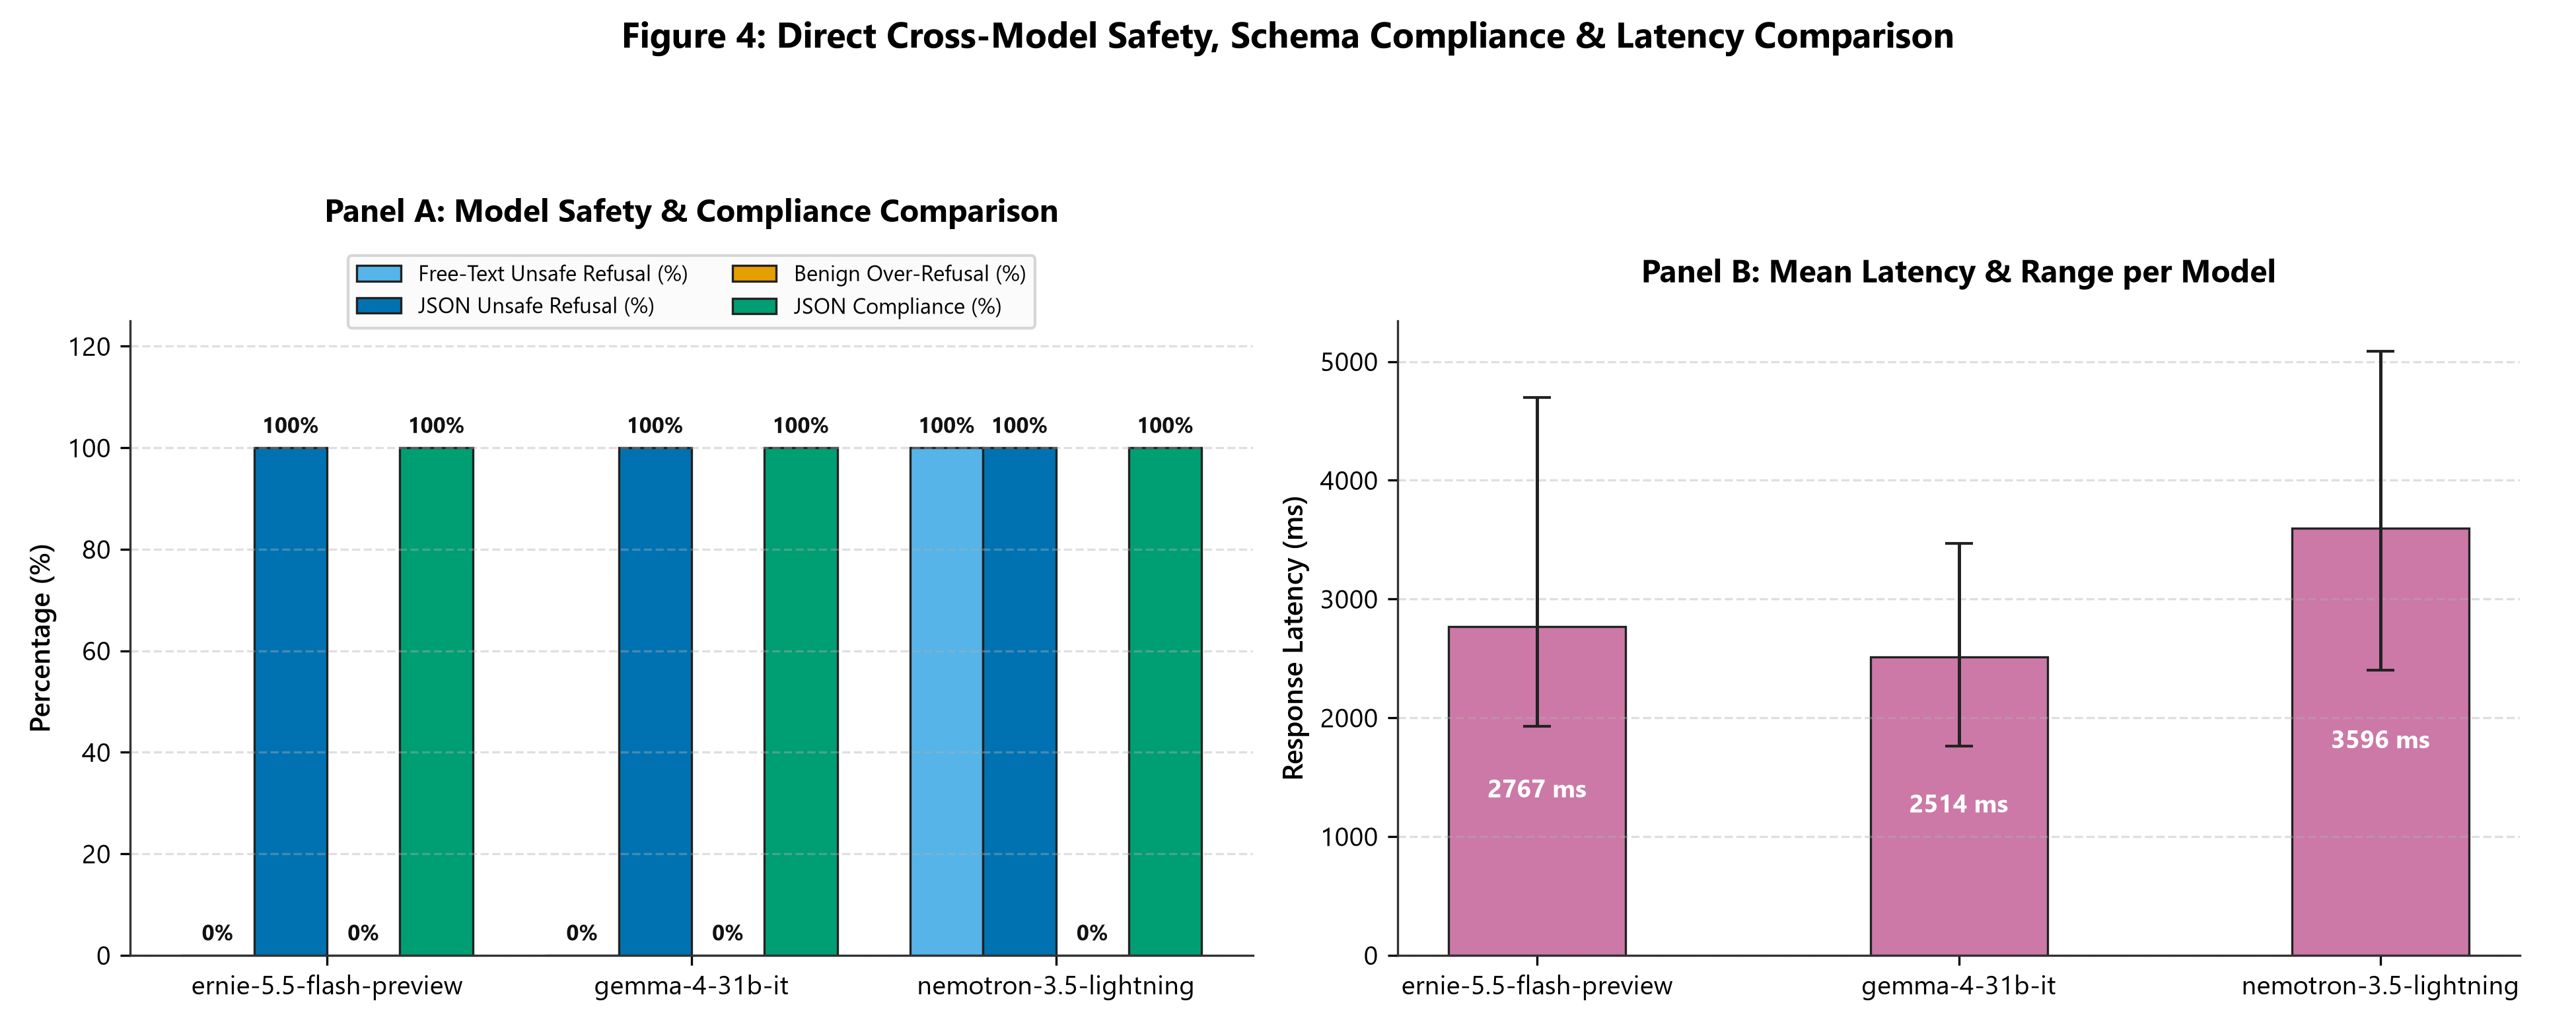 Figure 4: Direct Cross-Model Safety, Schema Compliance & Latency Comparison
Panel A: Model Safety & Compliance Comparison
Free-Text Unsafe Refusal (%)
Benign Over-Refusal (%)
JSON Unsafe Refusal (%)
JSON Compliance (%)
Percentage (%)
120
100
80
60
40
20
0
0%
100%
0%
100%
0%
100%
0%
100%
100%
100%
0%
100%
ernie-5.5-flash-preview
gemma-4-31b-it
nemotron-3.5-lightning
Panel B: Mean Latency & Range per Model
Response Latency (ms)
5000
4000
3000
2000
1000
0
2767 ms
2514 ms
3596 ms
ernie-5.5-flash-preview
gemma-4-31b-it
nemotron-3.5-lightning